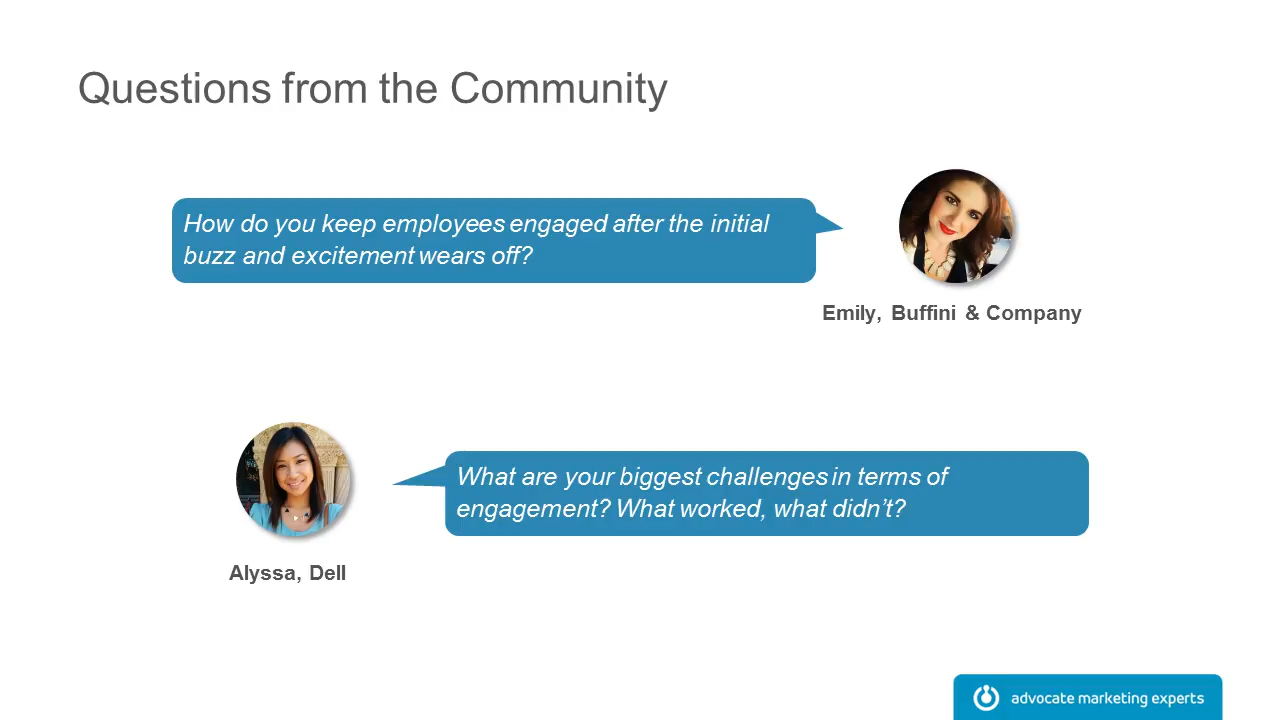 Questions from the Community
How do you keep employees engaged after the initial
buzz and excitement wears off?
Emily, Buffini & Company
What are your biggest challenges in terms of
engagement? What worked, what didn’t?
Alyssa, Dell
advocate marketing experts